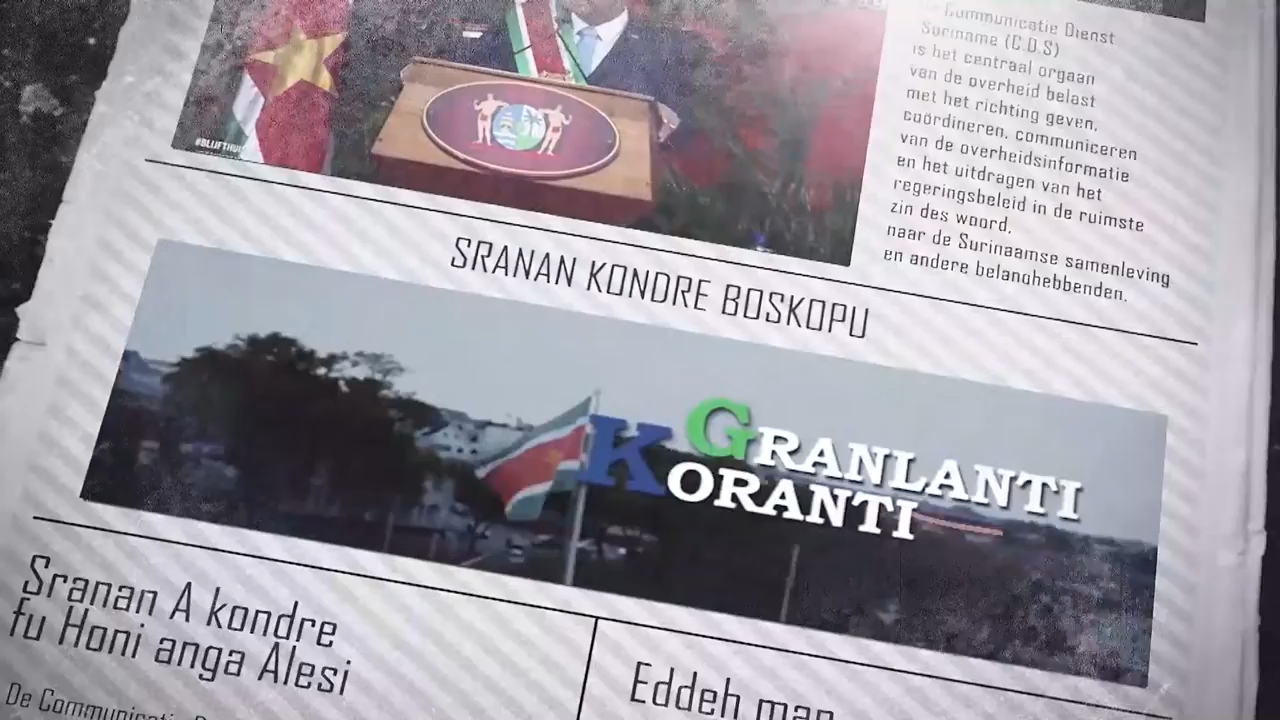 Communicatie Dienst
Suriname (C.D.S)
is het centraal orgaan
van de overheid belast
met het richting geven,
coördineren, communiceren
van de overheidsinformatie
en het uitdragen van het
regeringsbeleid in de ruimste
zin des woord,
naar de Surinaamse samenleving
en andere belanghebbenden.
SRANAN KONDRE BOSKOPU
GRANLANTI
KORANTI
Sranan A kondre
fu Honi anga Alesi
De
Eddeh man